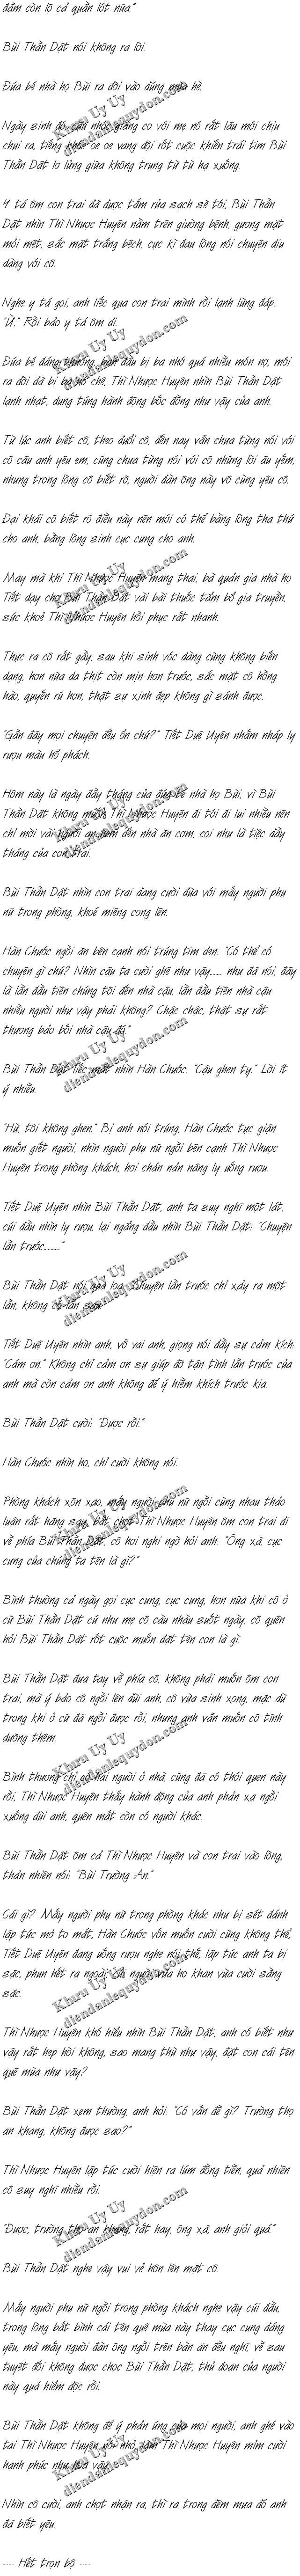 đầm còn lộ cả quần lót nữa."
Bùi Thần Dật nói không ra lời.
Đứa bé nhà họ Bùi ra đời vào đúng mùa hè.
Ngày sinh đó, cậu nhóc giằng co với mẹ nó rất lâu mới chịu
chui ra, tiếng khóc oe oe vang dội rốt cuộc khiến trái tim Bùi
Thần Dật lo lửng giữa không trung từ từ hạ xuống.
Y tá ôm con trai đã được tắm rửa sạch sẽ tới, Bùi Thần
Dật nhìn Thi Nhược Huyên nằm trên giường bệnh, gương mặt
mỏi mệt, sắc mặt trắng bệch, cực kì đau lòng nói chuyện dịu
dàng với cô.
Nghe y tá gọi, anh liếc qua con trai mình rồi lạnh lùng đáp.
"Ừ." Rồi bảo y tá ôm đi.
Đứa bé đáng thương, ban đầu bị ba nhỏ quá nhiều món nợ, mới
ra đời đã bị ba nó chê, Thi Nhược Huyên nhìn Bùi Thần Dật
lạnh nhạt, dung túng hành động bốc đồng như vậy của anh.
Từ lúc anh biết cô, theo đuổi cô, đến nay vẫn chưa từng nói với
cô câu anh yêu em, cũng chưa từng nói với cô những lời âu yếm,
nhưng trong lòng cô biết rõ, người đàn ông này vô cùng yêu cô.
Đại khái cô biết rõ điều này nên mới có thể bằng lòng tha thứ
cho anh, bằng lòng sinh cục cưng cho anh.
May mà khi Thi Nhược Huyên mang thai, bà quản gia nhà họ
Tiết dạy cho Bùi Thần Dật vài bài thuốc tẩm bổ gia truyền,
sức khoẻ Thi Nhược Huyên hồi phục rất nhanh.
Thực ra cô rất gầy, sau khi sinh vóc dáng cũng không biến
dạng, hơn nữa da thịt còn mịn hơn trước, sắc mặt có hồng
hào, quyến rũ hơn, thật sự xinh đẹp không gì sánh được.
"Gần đây mọi chuyện đều ổn chứ?" Tiết Duệ Uyên nhấm nháp ly
rượu màu hổ phách.
Hôm nay là ngày đầy tháng của đứa bé nhà họ Bùi, vì Bùi
Thần Dật không muốn Thi Nhược Huyên đi tới đi lui nhiều nên
chỉ mời vài người ăn cơm đến nhà ăn cơm, coi như là tiệc đầy
tháng của con trai.
Bùi Thần Dật nhìn con trai đang cười đùa với mấy người phụ
nữ trong phòng, khoé miệng cong lên.
Hàn Chước ngồi ăn bên cạnh nói trúng tim đen: "Có thể có
chuyện gì chứ? Nhìn cậu ta cười ghê như vậy....... như đã nói, đây
là lần đầu tiên chúng tôi đến nhà cậu, lần đầu tiên nhà cậu
nhiều người như vậy phải không? Chậc chậc, thật sự rất
thương bảo bối nhà cậu đó."
Bùi Thần Dật liếc mắt nhìn Hàn Chước: "Cậu ghen tỵ." Lời ít
ý nhiều.
"Hừ, tôi không ghen." Bị anh nói trúng, Hàn Chước tức giận
muốn giết người, nhìn người phụ nữ ngồi bên cạnh Thi Nhược
Huyên trong phòng khách, hơi chán nản nâng ly uống rượu.
Tiết Duệ Uyên nhìn Bùi Thần Dật, anh ta suy nghĩ một lát,
cúi đầu nhìn ly rượu, lại ngẩng đầu nhìn Bùi Thần Dật: "Chuyện
lần trước........."
Bùi Thần Dật nói qua loa: "Chuyện lần trước chỉ xảy ra một
lần, không có lần sau."
Tiết Duệ Uyên nhìn anh, vỗ vai anh, giọng nói đầy sự cảm kích:
"Cám ơn." Không chỉ cảm ơn sự giúp đỡ tận tình lần trước của
anh mà còn cảm ơn anh không để ý hiềm khích trước kia.
Bùi Thần Dật cười: "Được rồi."
Hàn Chước nhìn họ, chỉ cười không nói.
Phòng khách xôn xao, mấy người phụ nữ ngồi cùng nhau thảo
luận rất hăng say, bất chợt Thi Nhược Huyên ôm con trai đi
về phía Bùi Thần Dật, cô hơi nghi ngờ hỏi anh: "Ông xã, cục
cưng của chúng ta tên là gì?"
Bình thường cả ngày gọi cục cưng, cục cưng, hơn nữa khi cô ở
cữ Bùi Thần Dật cứ như mẹ cô càu nhàu suốt ngày, cô quên
hỏi Bùi Thần Dật rốt cuộc muốn đặt tên con là gì.
Bùi Thần Dật đưa tay về phía cô, không phải muốn ôm con
trai, mà ý bảo cô ngồi lên đùi anh, cô vừa sinh xong, mặc dù
trong khi ở cữ đã ngồi được rồi, nhưng anh vẫn muốn cô tĩnh
dưỡng thêm.
Bình thường chỉ có hai người ở nhà, cũng đã có thói quen này
rồi, Thi Nhược Huyên thấy hành động của anh phản xạ ngồi
xuống đùi anh, quên mất còn có người khác.
Bùi Thần Dật ôm cả Thi Nhược Huyên và con trai vào lòng,
thản nhiên nói: "Bùi Trường An."
Cái gì? Mấy người phụ nữ trong phòng khác như bị sét đánh
lập tức mở to mắt, Hàn Chước vốn muốn cười cũng không thể,
Tiết Duệ Uyên đang uống rượu nghe nói thế, lập tức anh ta bị
sặc, phun hết ra ngoài, cả người vừa ho khan vừa cười sằng
sặc.
Thi Nhược Huyên khó hiểu nhìn Bùi Thần Dật, anh có biết như
vậy rất hẹp hòi không, sao mang thù như vậy, đặt con cái tên
quê mùa như vậy?
Bùi Thần Dật xem thường, anh hỏi: "Có vấn đề gì? Trường thọ
an khang, không được sao?"
Thi Nhược Huyên lập tức cười hiện ra lúm đồng tiền, quả nhiên
cô suy nghĩ nhiều rồi.
"Được, trường thọ an khang, rất hay, ông xã, anh giỏi quá."
Bùi Thần Dật nghe vậy vui vẻ hôn lên mặt cô.
Mấy người phụ nữ ngồi trong phòng khách nghe vậy cúi đầu,
trong lòng bất bình cái tên quê mùa này thay cục cưng đáng
yêu, mà mấy người đàn ông ngồi trên bàn ăn đều nghĩ, về sau
tuyệt đối không được chọc Bùi Thần Dật, thủ đoạn của người
này quá hiểm độc rồi.
Bùi Thần Dật không để ý phản ứng của mọi người, anh ghé vào
tai Thi Nhược Huyên nói nhỏ, làm Thi Nhược Huyên mỉm cười
hạnh phúc như hoa vậy.
Nhìn cô cười, anh chợt nhận ra, thì ra trong đêm mưa đó anh
đã biết yêu.
-- Hết trọn bộ --